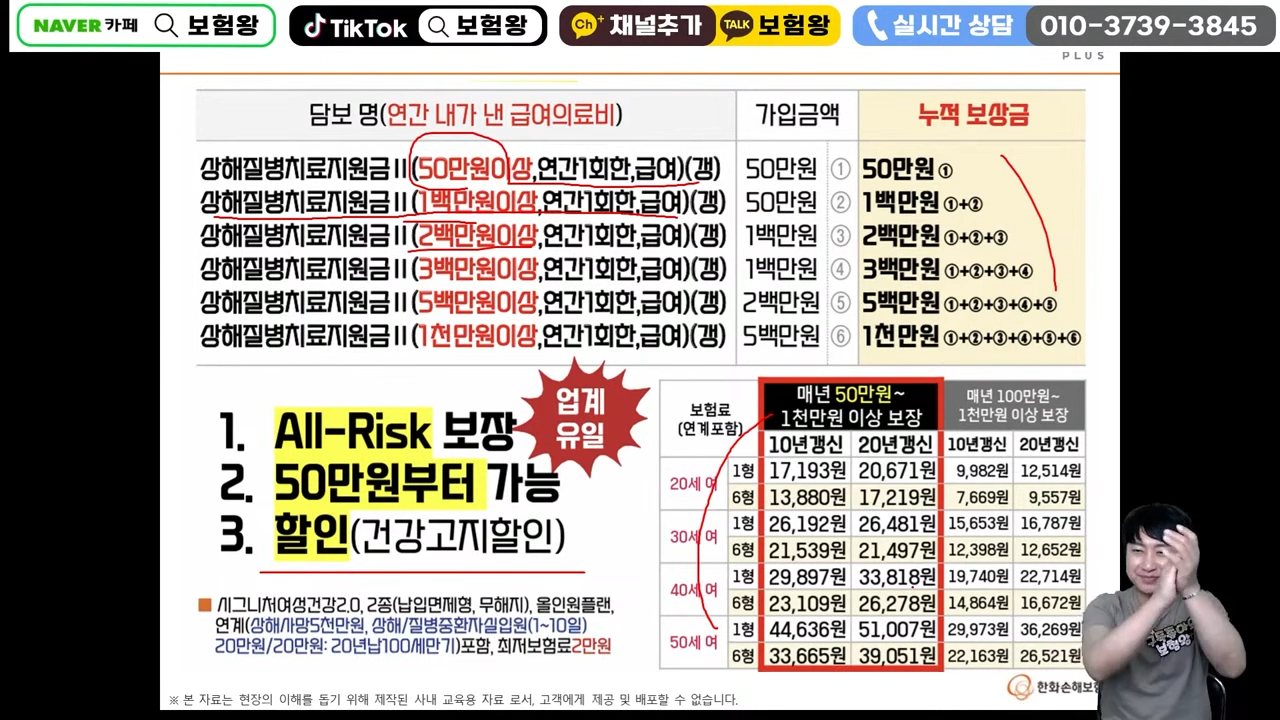 NAVER 카페 보험왕 TikTok 보험왕 Ch+ 채널추가 TALK 보험왕 실시간 상담 010-3739-3845
PLUS
담보 명(연간 내가 낸 급여의료비) 가입금액 누적 보상금
상해질병치료지원금Ⅱ(50만원이상,연간1회한,급여)(갱) 50만원 ① 50만원 ①
상해질병치료지원금Ⅱ(1백만원이상,연간1회한,급여)(갱) 50만원 ② 1백만원 ①+②
상해질병치료지원금Ⅱ(2백만원이상,연간1회한,급여)(갱) 1백만원 ③ 2백만원 ①+②+③
상해질병치료지원금Ⅱ(3백만원이상,연간1회한,급여)(갱) 1백만원 ④ 3백만원 ①+②+③+④
상해질병치료지원금Ⅱ(5백만원이상,연간1회한,급여)(갱) 2백만원 ⑤ 5백만원 ①+②+③+④+⑤
상해질병치료지원금Ⅱ(1천만원이상,연간1회한,급여)(갱) 5백만원 ⑥ 1천만원 ①+②+③+④+⑤+⑥
업계
유일
1. All-Risk 보장
2. 50만원부터 가능
3. 할인(건강고지할인)
■ 시그니처여성건강2.0, 2종(납입면제형, 무해지), 올인원플랜,
연계(상해/사망5천만원, 상해/질병중환자실입원(1~10일)
20만원/20만원: 20년납100/세만기)포함, 최저보험료2만원
보험료
(연계포함)
매년 50만원~
1천만원 이상 보장
매년 100만원~
1천만원 이상 보장
10년갱신 20년갱신 10년갱신 20년갱신
20세 여 1형 17,193원 20,671원 9,982원 12,514원
6형 13,880원 17,219원 7,669원 9,557원
30세 여 1형 26,192원 26,481원 15,653원 16,787원
6형 21,539원 21,497원 12,398원 12,652원
40세 여 1형 29,897원 33,818원 19,740원 22,714원
6형 23,109원 26,278원 14,864원 16,672원
50세 여 1형 44,636원 51,007원 29,973원 36,269원
6형 33,665원 39,051원 22,163원 26,521원
한화손해보험
※ 본 자료는 현장의 이해를 돕기 위해 제작된 사내 교육용 자료 로서, 고객에게 제공 및 배포할 수 없습니다.
보험왕